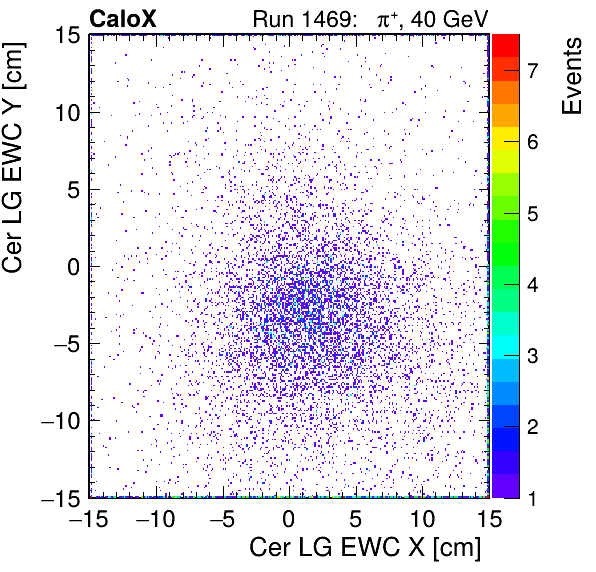 CaloX Run 1469: π⁺, 40 GeV
Cer LG EWC Y [cm]
15
10
5
0
−5
−10
−15
−15 −10 −5 0 5 10 15
Cer LG EWC X [cm]
Events
7
6
5
4
3
2
1